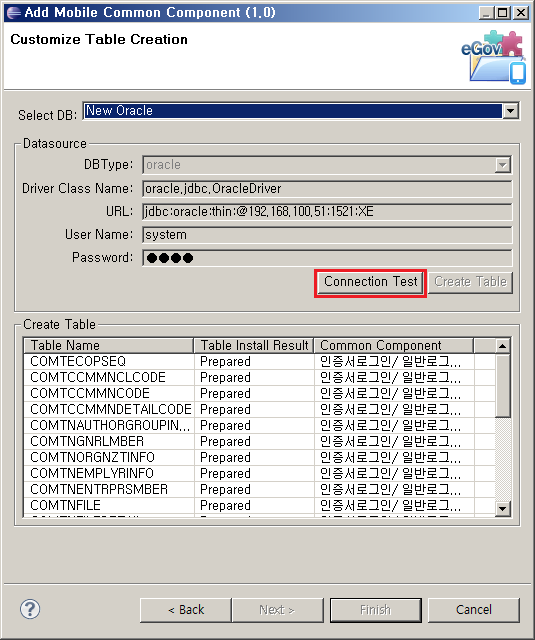 Add Mobile Common Component (1.0)
Customize Table Creation
eGov
Select DB: New Oracle
Datasource
DBType: oracle
Driver Class Name: oracle.jdbc.OracleDriver
URL: jdbc:oracle:thin:@192.168.100.51:1521:XE
User Name: system
Password: ●●●●
Connection Test Create Table
Create Table
Table Name Table Install Result Common Component
COMTECOPSEQ Prepared 인증서로그인/ 일반로그...
COMTCCMMNCLCODE Prepared 인증서로그인/ 일반로그...
COMTCCMMNCODE Prepared 인증서로그인/ 일반로그...
COMTCCMMNDETAILCODE Prepared 인증서로그인/ 일반로그...
COMTNAUTHORGROUPIN... Prepared 인증서로그인/ 일반로그...
COMTNGNRLMBER Prepared 인증서로그인/ 일반로그...
COMTNORGNZTINFO Prepared 인증서로그인/ 일반로그...
COMTNEMPLYRINFO Prepared 인증서로그인/ 일반로그...
COMTNENTRPRSMBER Prepared 인증서로그인/ 일반로그...
COMTNFILE Prepared 인증서로그인/ 일반로그...
< Back Next > Finish Cancel